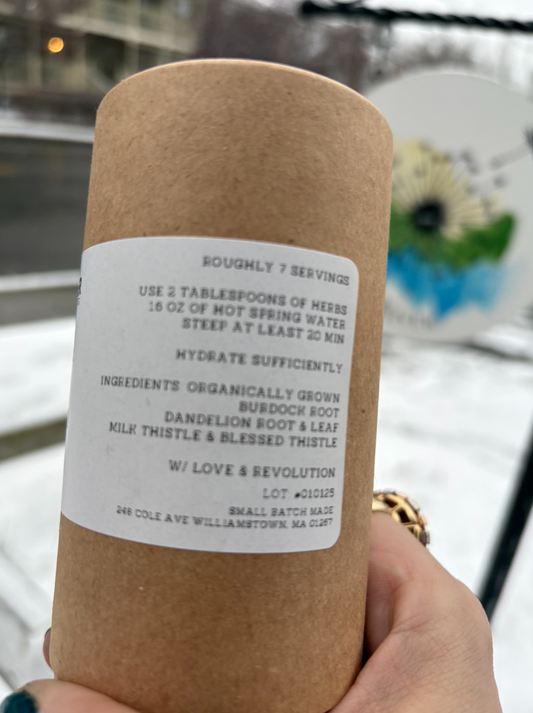 ROUGHLY 7 SERVINGS
USE 2 TABLESPOONS OF HERBS
16 OZ OF HOT SPRING WATER
STEEP AT LEAST 20 MIN
HYDRATE SUFFICIENTLY
INGREDIENTS: ORGANICALLY GROWN
BURDOCK ROOT
DANDELION ROOT & LEAF
MILK THISTLE & BLESSED THISTLE
W/ LOVE & REVOLUTION
LOT: #010125
SMALL BATCH MADE
248 COLE AVE WILLIAMSTOWN, MA 01267